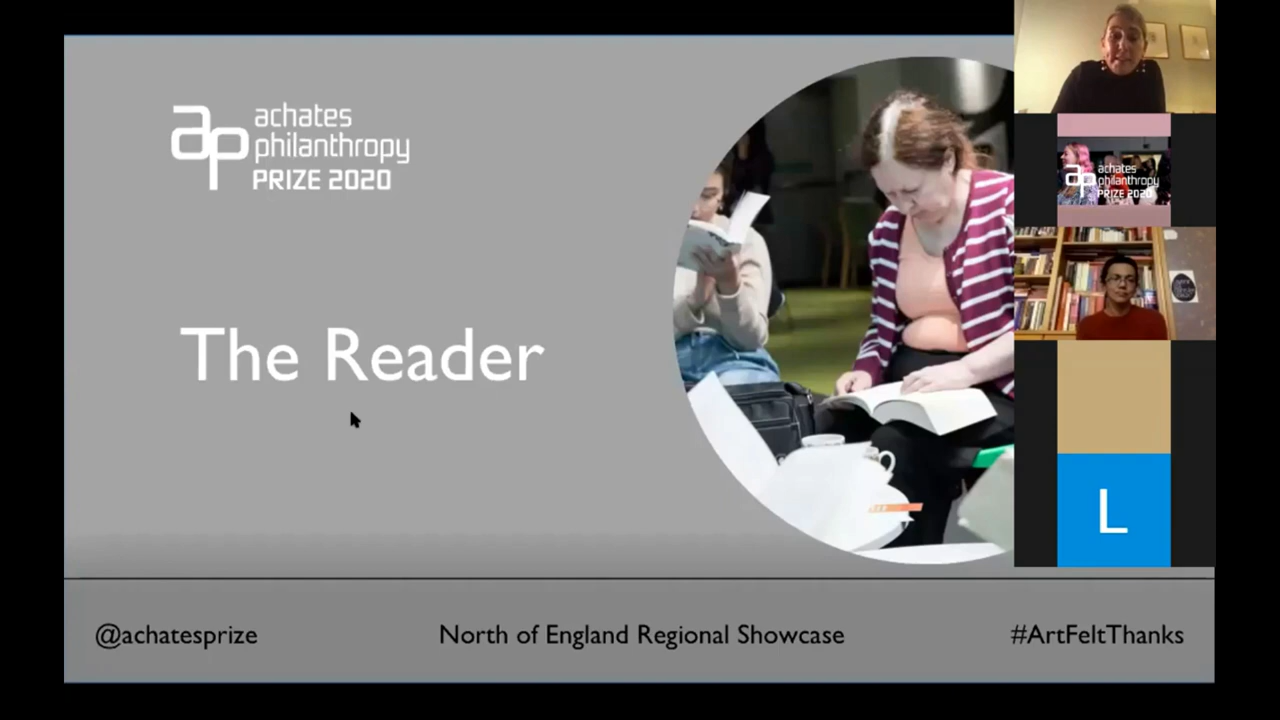 achates
philanthropy
PRIZE 2020
The Reader
@achatesprize
North of England Regional Showcase
#ArtFeltThanks
achates
philanthropy
PRIZE 2020
L